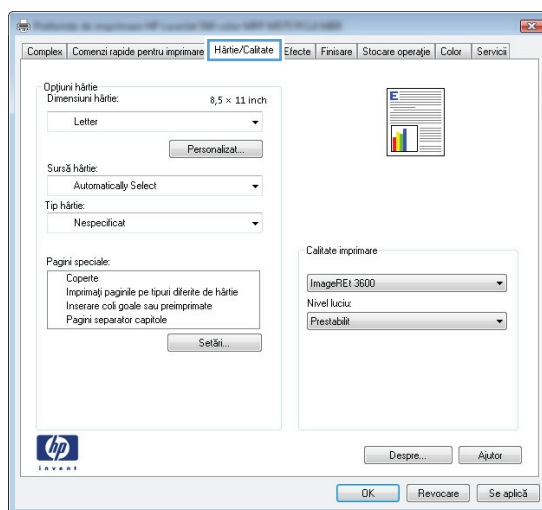 Complex Comenzi rapide pentru imprimare Hârtie/Calitate Efecte Finisare Stocare operaţie Color Servicii
Opţiuni hârtie
Dimensiuni hârtie: 8,5 × 11 inch
Letter
Personalizat...
Sursă hârtie:
Automatically Select
Tip hârtie:
Nespecificat
Pagini speciale:
Coperte
Imprimaţi paginile pe tipuri diferite de hârtie
Inserare coli goale sau preimprimate
Pagini separator capitole
Setări...
E
Calitate imprimare
ImageREt 3600
Nivel luciu:
Prestabilit
hp
invent
Despre... Ajutor
OK Revocare Se aplică